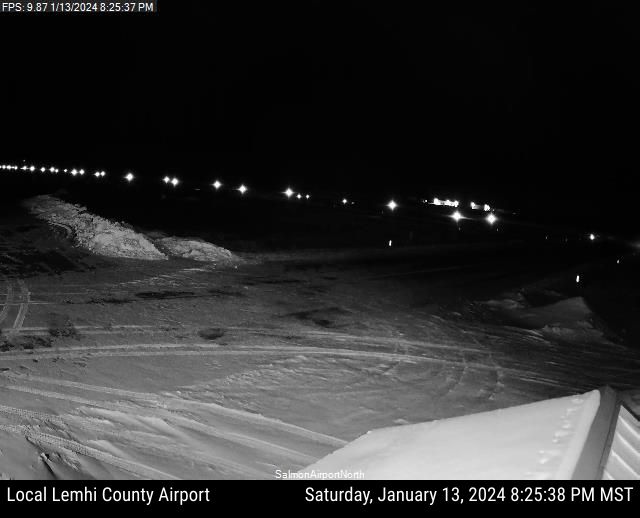 FPS: 9.87 1/13/2024 8:25:37 PM
SalmonAirportNorth
Local Lemhi County Airport Saturday, January 13, 2024 8:25:38 PM MST